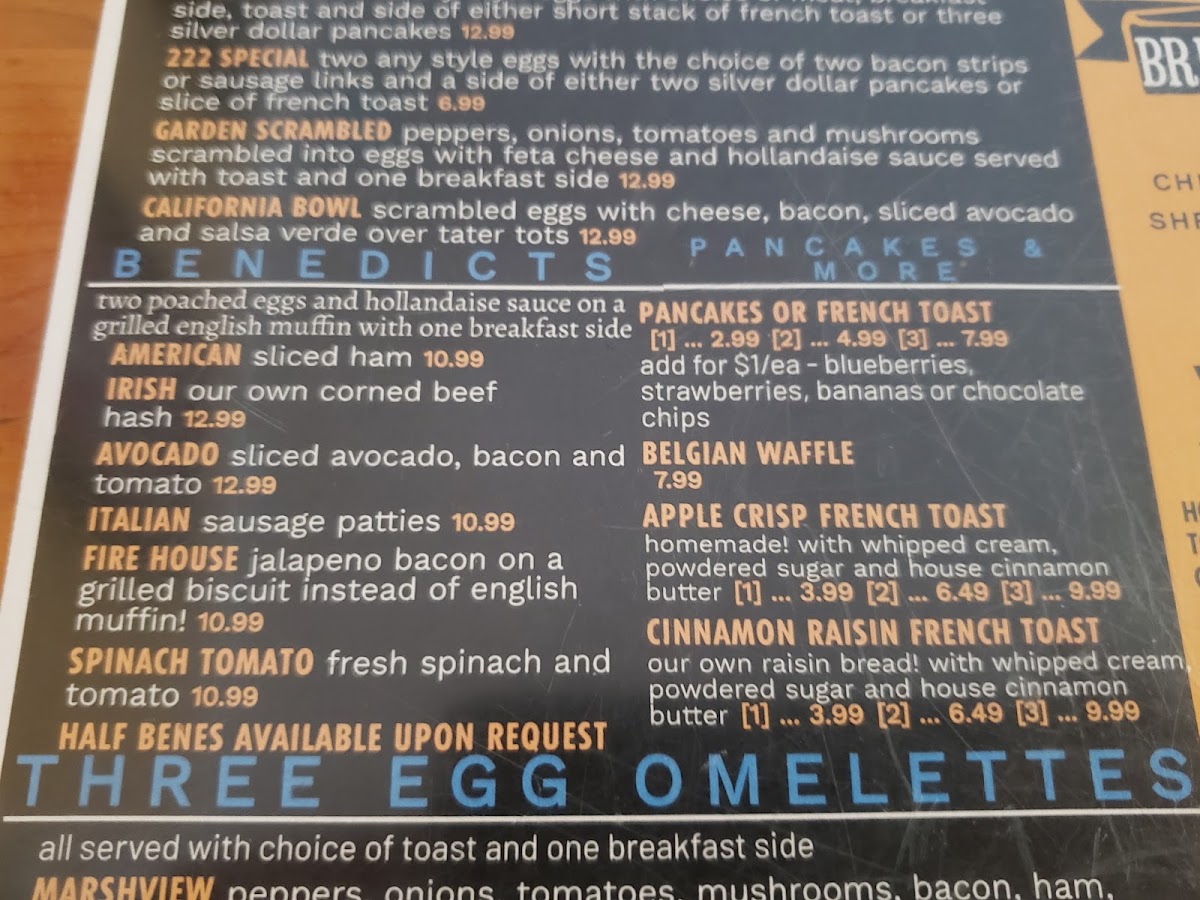 side, toast and side of either short stack of french toast or three
silver dollar pancakes 12.99
222 SPECIAL two any style eggs with the choice of two bacon strips
or sausage links and a side of either two silver dollar pancakes or
slice of french toast 6.99
GARDEN SCRAMBLED peppers, onions, tomatoes and mushrooms
scrambled into eggs with feta cheese and hollandaise sauce served
with toast and one breakfast side 12.99
CALIFORNIA BOWL scrambled eggs with cheese, bacon, sliced avocado
and salsa verde over tater tots 12.99
BENEDICTS
two poached eggs and hollandaise sauce on a
grilled english muffin with one breakfast side
AMERICAN sliced ham 10.99
IRISH our own corned beef
hash 12.99
AVOCADO sliced avocado, bacon and
tomato 12.99
ITALIAN sausage patties 10.99
FIRE HOUSE jalapeno bacon on a
grilled biscuit instead of english
muffin! 10.99
SPINACH TOMATO fresh spinach and
tomato 10.99
HALF BENES AVAILABLE UPON REQUEST
PANCAKES &
MORE
PANCAKES OR FRENCH TOAST
[1] ... 2.99 [2] ... 4.99 [3] ... 7.99
add for $1/ea - blueberries,
strawberries, bananas or chocolate
chips
BELGIAN WAFFLE
7.99
APPLE CRISP FRENCH TOAST
homemade! with whipped cream,
powdered sugar and house cinnamon
butter [1] ... 3.99 [2] ... 6.49 [3] ... 9.99
CINNAMON RAISIN FRENCH TOAST
our own raisin bread! with whipped cream,
powdered sugar and house cinnamon
butter [1] ... 3.99 [2] ... 6.49 [3] ... 9.99
THREE EGG OMELETTES
all served with choice of toast and one breakfast side
MARSHVIEW peppers, onions, tomatoes, mushrooms, bacon, ham,